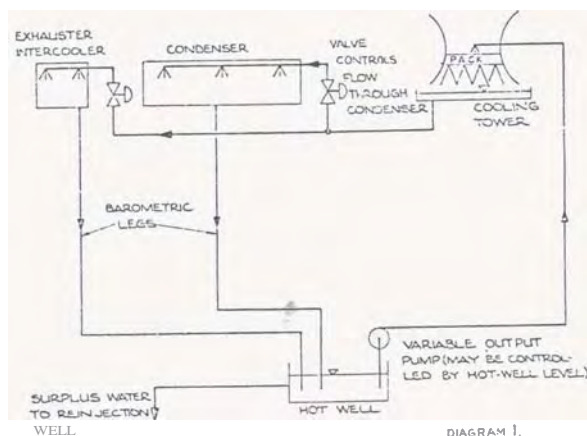 EXHAUSTER
INTERCOOLER
CONDENSER
VALVE
CONTROLS
FLOW
THROUGH
CONDENSER
PACK
COOLING
TOWER
BAROMETRIC
LEGS
VARIABLE OUTPUT
PUMP (MAY BE CONTROL-
LED BY HOT-WELL LEVEL)
SURPLUS WATER
TO REINJECTION
WELL
HOT WELL
DIAGRAM 1.